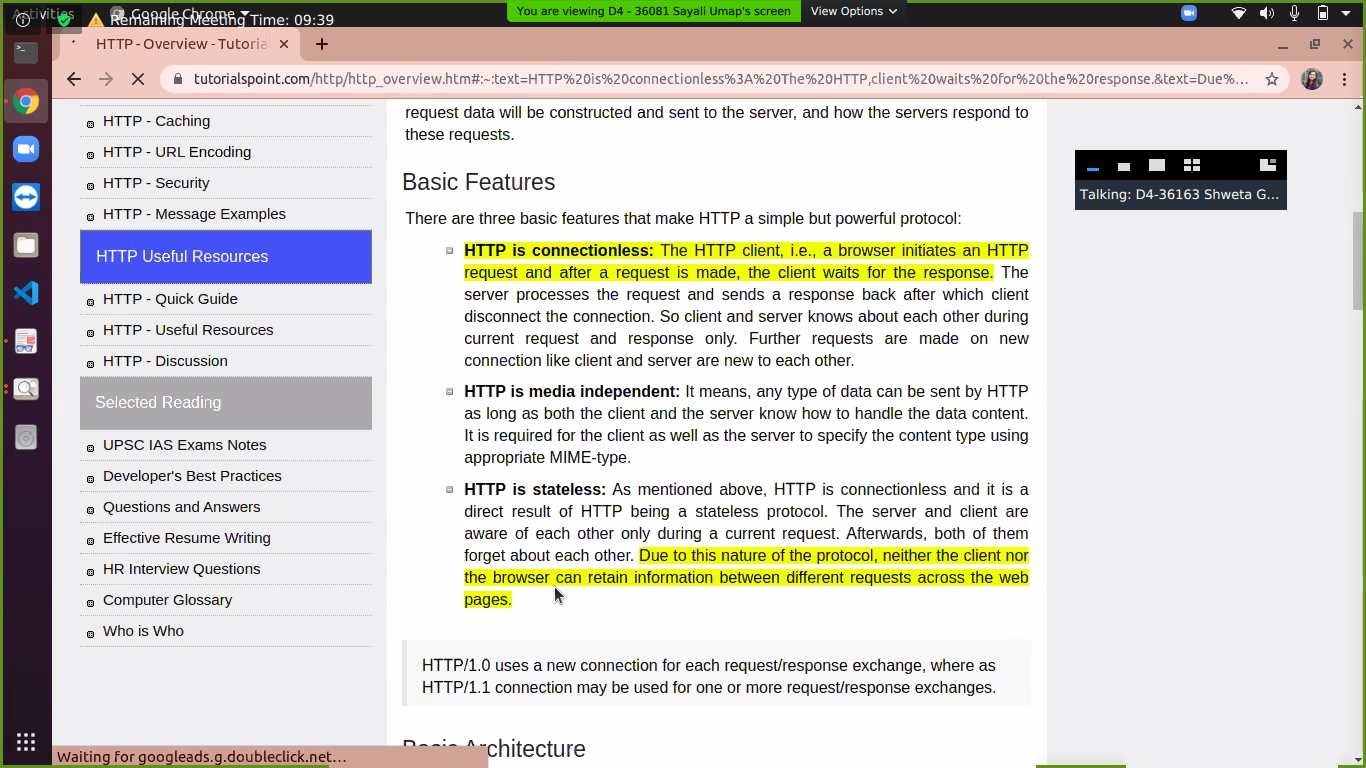 Activities
Google Chrome
Remaining Meeting Time: 09:39
You are viewing D4 - 36081 Sayali Umap's screen
View Options
HTTP - Overview - Tutoria
tutorialspoint.com/http/http_overview.htm#:~:text=HTTP%20is%20connectionless%3A%20The%20HTTP,client%20waits%20for%20the%20response.&text=Due%...
HTTP - Caching
HTTP - URL Encoding
HTTP - Security
HTTP - Message Examples
HTTP Useful Resources
HTTP - Quick Guide
HTTP - Useful Resources
HTTP - Discussion
Selected Reading
UPSC IAS Exams Notes
Developer's Best Practices
Questions and Answers
Effective Resume Writing
HR Interview Questions
Computer Glossary
Who is Who
request data will be constructed and sent to the server, and how the servers respond to
these requests.
Basic Features
There are three basic features that make HTTP a simple but powerful protocol:
HTTP is connectionless: The HTTP client, i.e., a browser initiates an HTTP
request and after a request is made, the client waits for the response. The
server processes the request and sends a response back after which client
disconnect the connection. So client and server knows about each other during
current request and response only. Further requests are made on new
connection like client and server are new to each other.
HTTP is media independent: It means, any type of data can be sent by HTTP
as long as both the client and the server know how to handle the data content.
It is required for the client as well as the server to specify the content type using
appropriate MIME-type.
HTTP is stateless: As mentioned above, HTTP is connectionless and it is a
direct result of HTTP being a stateless protocol. The server and client are
aware of each other only during a current request. Afterwards, both of them
forget about each other. Due to this nature of the protocol, neither the client nor
the browser can retain information between different requests across the web
pages.
HTTP/1.0 uses a new connection for each request/response exchange, where as
HTTP/1.1 connection may be used for one or more request/response exchanges.
Basic Architecture
Talking: D4-36163 Shweta G...
Waiting for googleads.g.doubleclick.net...